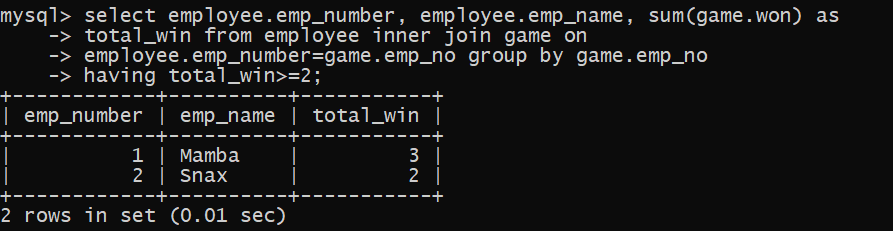 mysql> select employee.emp_number, employee.emp_name, sum(game.won) as
    -> total_win from employee inner join game on
    -> employee.emp_number=game.emp_no group by game.emp_no
    -> having total_win>=2;
+------------+----------+-----------+
| emp_number | emp_name | total_win |
+------------+----------+-----------+
|          1 | Mamba    |         3 |
|          2 | Snax     |         2 |
+------------+----------+-----------+
2 rows in set (0.01 sec)